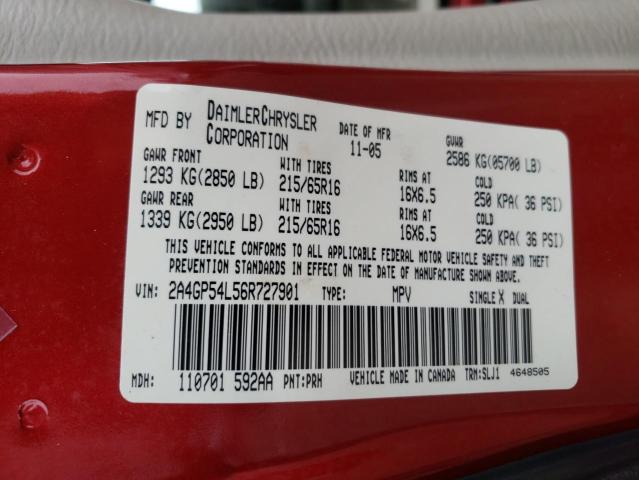 MFD BY DAIMLERCHRYSLER CORPORATION DATE OF MFR 11-05 GVWR 2586 KG(05700 LB)
GAWR FRONT WITH TIRES RIMS AT COLD
1293 KG(2850 LB) 215/65R16 16X6.5 250 KPA( 36 PSI)
GAWR REAR WITH TIRES RIMS AT COLD
1339 KG(2950 LB) 215/65R16 16X6.5 250 KPA( 36 PSI)
THIS VEHICLE CONFORMS TO ALL APPLICABLE FEDERAL MOTOR VEHICLE SAFETY AND THEFT
PREVENTION STANDARDS IN EFFECT ON THE DATE OF MANUFACTURE SHOWN ABOVE.
VIN: 2A4GP54L56R727901 TYPE: MPV SINGLE X DUAL
MDH: 110701 592AA PNT:PRH VEHICLE MADE IN CANADA TRM:SLJ1 4648505